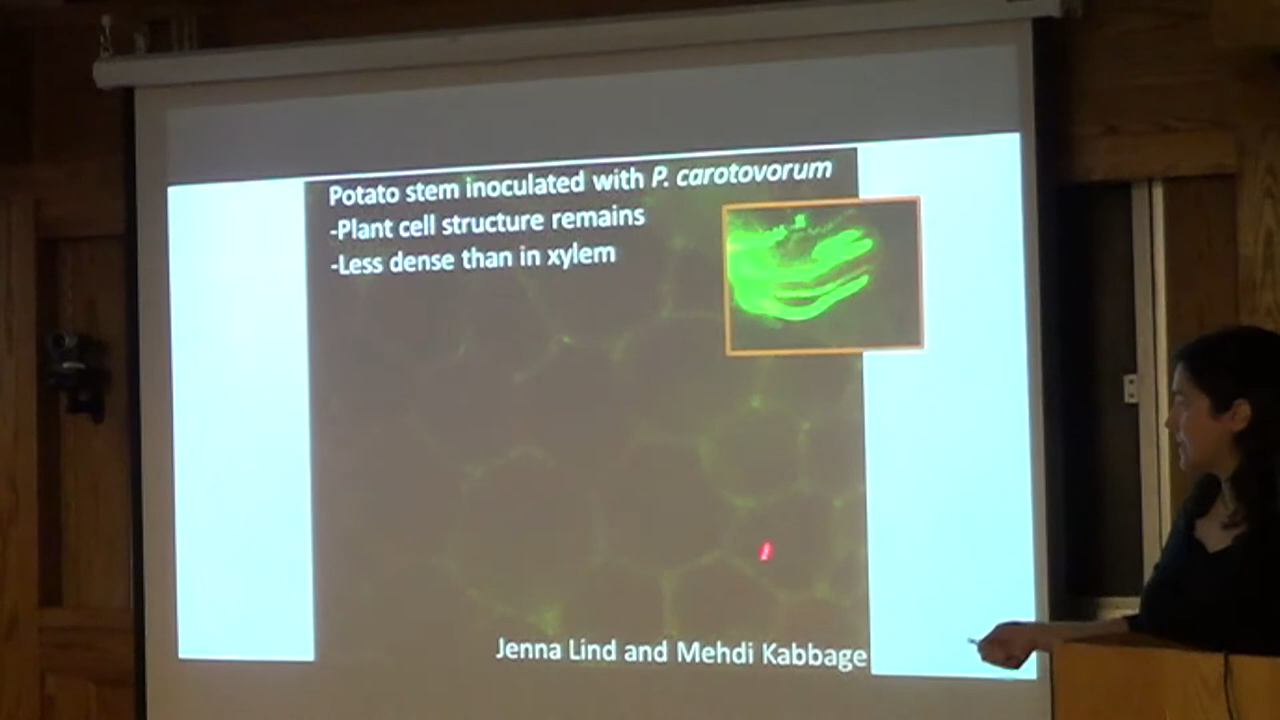 Potato stem inoculated with P. carotovorum
-Plant cell structure remains
-Less dense than in xylem
Jenna Lind and Mehdi Kabbage